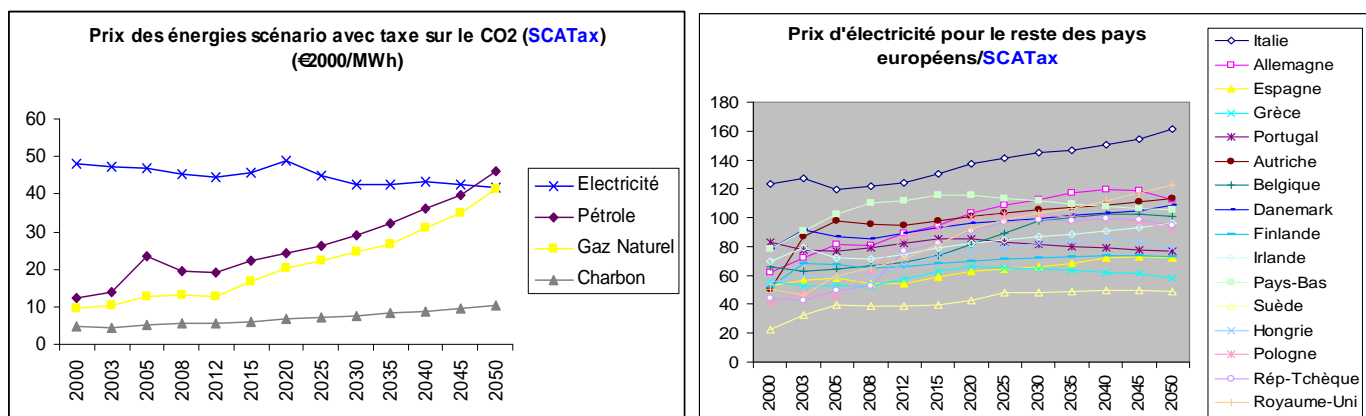 Prix des énergies scénario avec taxe sur le CO2 (SCATax)
(€2000/MWh)
60
50
40
30
20
10
0
2000
2003
2005
2008
2012
2015
2020
2025
2030
2035
2040
2045
2050
Electricité
Pétrole
Gaz Naturel
Charbon
Prix d'électricité pour le reste des pays
européens/SCATax
180
160
140
120
100
80
60
40
20
0
2000
2003
2005
2008
2012
2015
2020
2025
2030
2035
2040
2045
2050
Italie
Allemagne
Espagne
Grèce
Portugal
Autriche
Belgique
Danemark
Finlande
Irlande
Pays-Bas
Suède
Hongrie
Pologne
Rép-Tchèque
Royaume-Uni